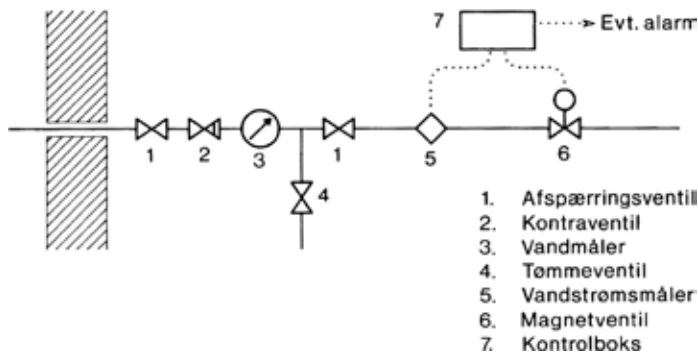 7
Evt. alarm
1
2
3
1
5
6
4
1. Afspærringsventil
2. Kontraventil
3. Vandmåler
4. Tømmeventil
5. Vandstrømsmåler
6. Magnetventil
7. Kontrolboks